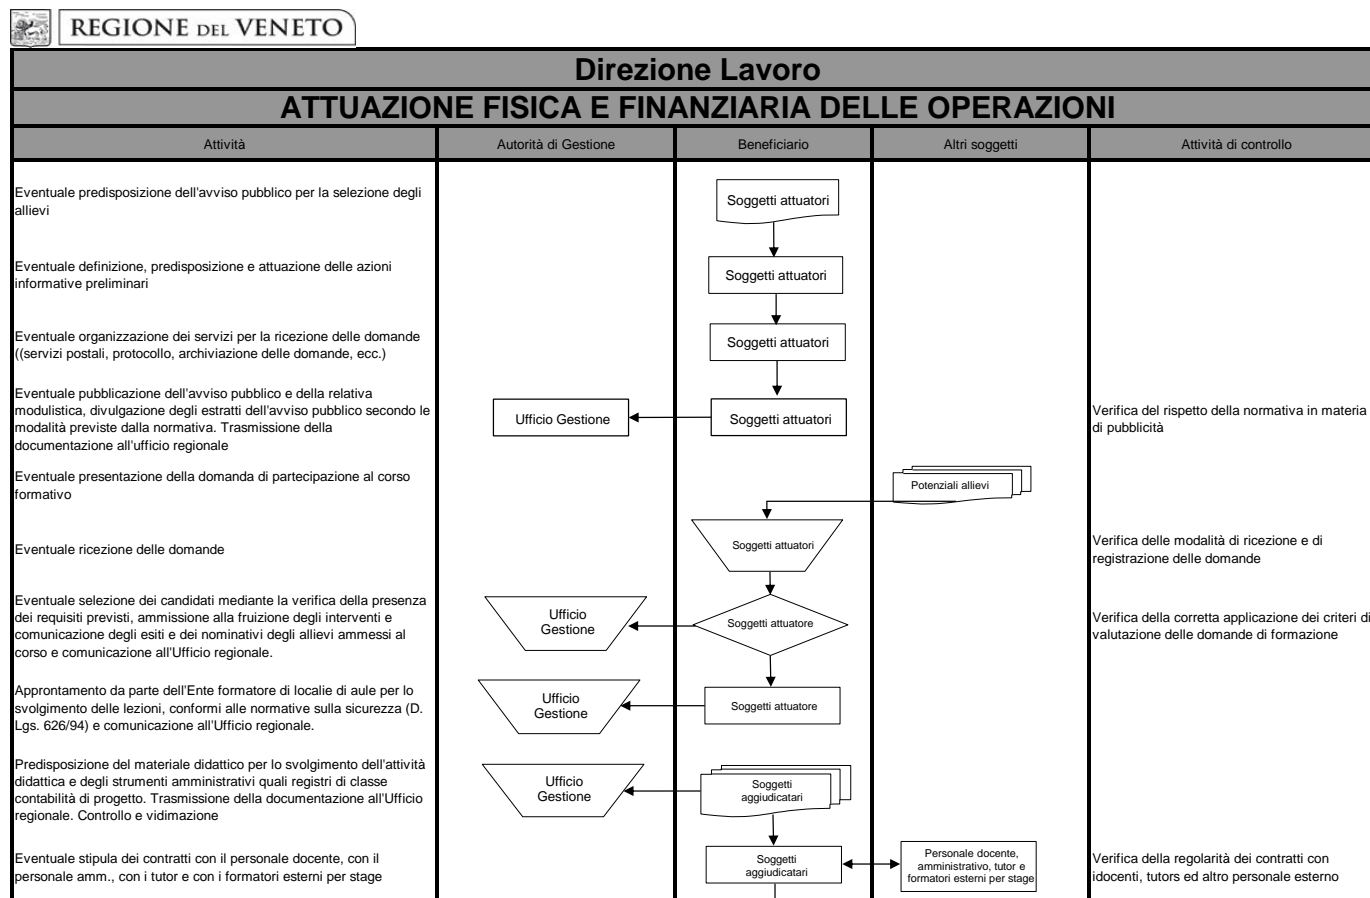 REGIONE DEL VENETO
Direzione Lavoro
ATTUAZIONE FISICA E FINANZIARIA DELLE OPERAZIONI
Attività
Autorità di Gestione
Beneficiario
Altri soggetti
Attività di controllo
Eventuale predisposizione dell'avviso pubblico per la selezione degli
allievi
Soggetti attuatori
Eventuale definizione, predisposizione e attuazione delle azioni
informative preliminari
Soggetti attuatori
Eventuale organizzazione dei servizi per la ricezione delle domande
((servizi postali, protocollo, archiviazione delle domande, ecc.)
Soggetti attuatori
Eventuale pubblicazione dell'avviso pubblico e della relativa
modulistica, divulgazione degli estratti dell'avviso pubblico secondo le
modalità previste dalla normativa. Trasmissione della
documentazione all'ufficio regionale
Ufficio Gestione
Soggetti attuatori
Verifica del rispetto della normativa in materia
di pubblicità
Eventuale presentazione della domanda di partecipazione al corso
formativo
Potenziali allievi
Eventuale ricezione delle domande
Soggetti attuatori
Verifica delle modalità di ricezione e di
registrazione delle domande
Eventuale selezione dei candidati mediante la verifica della presenza
dei requisiti previsti, ammissione alla fruizione degli interventi e
comunicazione degli esiti e dei nominativi degli allievi ammessi al
corso e comunicazione all'Ufficio regionale.
Ufficio
Gestione
Soggetti attuatore
Verifica della corretta applicazione dei criteri di
valutazione delle domande di formazione
Approntamento da parte dell'Ente formatore di localie di aule per lo
svolgimento delle lezioni, conformi alle normative sulla sicurezza (D.
Lgs. 626/94) e comunicazione all'Ufficio regionale.
Ufficio
Gestione
Soggetti attuatore
Predisposizione del materiale didattico per lo svolgimento dell'attività
didattica e degli strumenti amministrativi quali registri di classe
contabilità di progetto. Trasmissione della documentazione all'Ufficio
regionale. Controllo e vidimazione
Ufficio
Gestione
Soggetti
aggiudicatari
Eventuale stipula dei contratti con il personale docente, con il
personale amm., con i tutor e con i formatori esterni per stage
Soggetti
aggiudicatari
Personale docente,
amministrativo, tutor e
formatori esterni per stage
Verifica della regolarità dei contratti con
idocenti, tutors ed altro personale esterno